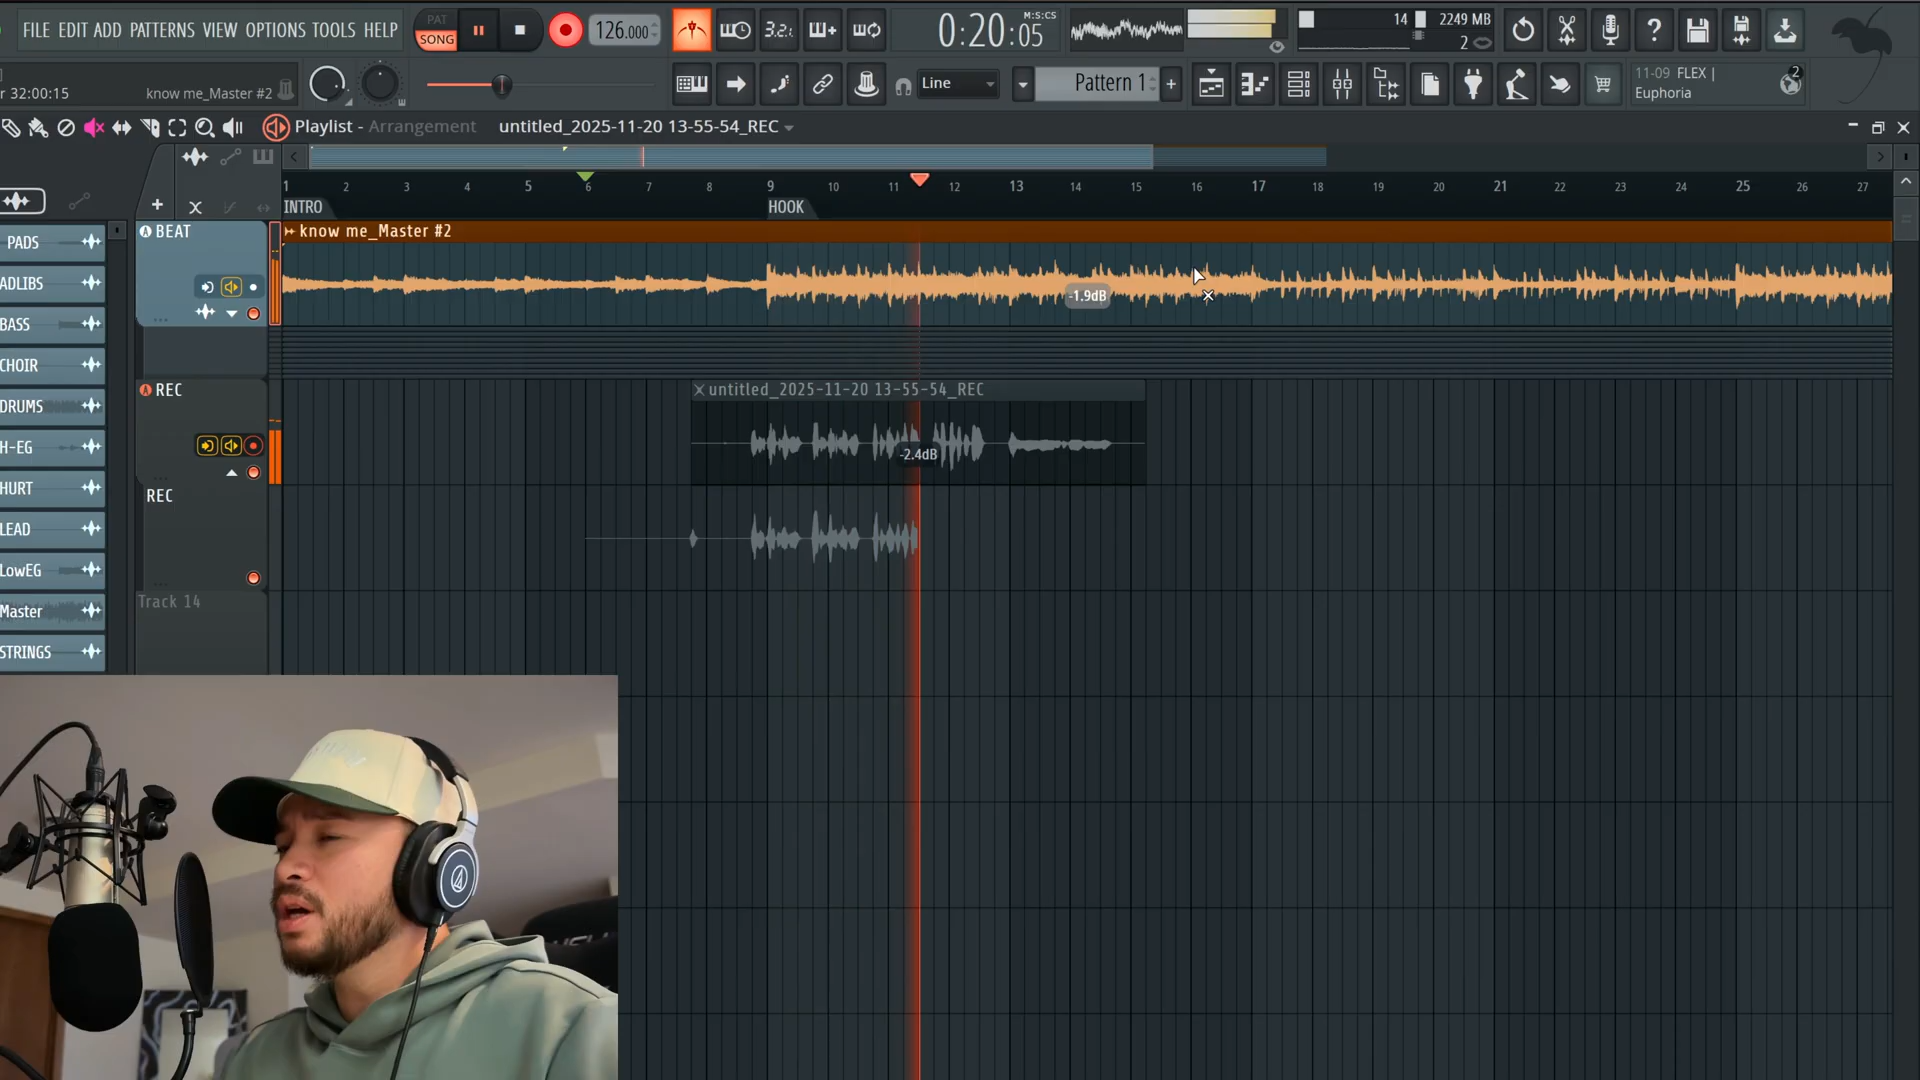 FILE EDIT ADD PATTERNS VIEW OPTIONS TOOLS HELP
PAT
SONG
126.000
3.2.
0:20:05
M:S:CS
14
2249 MB
2
r 32:00:15
know me_Master #2
Line
Pattern 1
11-09 FLEX |
Euphoria
2
Playlist - Arrangement
untitled_2025-11-20 13-55-54_REC
1 2 3 4 5 6 7 8 9 10 11 12 13 14 15 16 17 18 19 20 21 22 23 24 25 26 27
INTRO
HOOK
PADS
ADLIBS
BASS
CHOIR
DRUMS
H-EG
HURT
LEAD
LowEG
Master
STRINGS
BEAT
know me_Master #2
-1.9dB
REC
untitled_2025-11-20 13-55-54_REC
-2.4dB
REC
Track 14